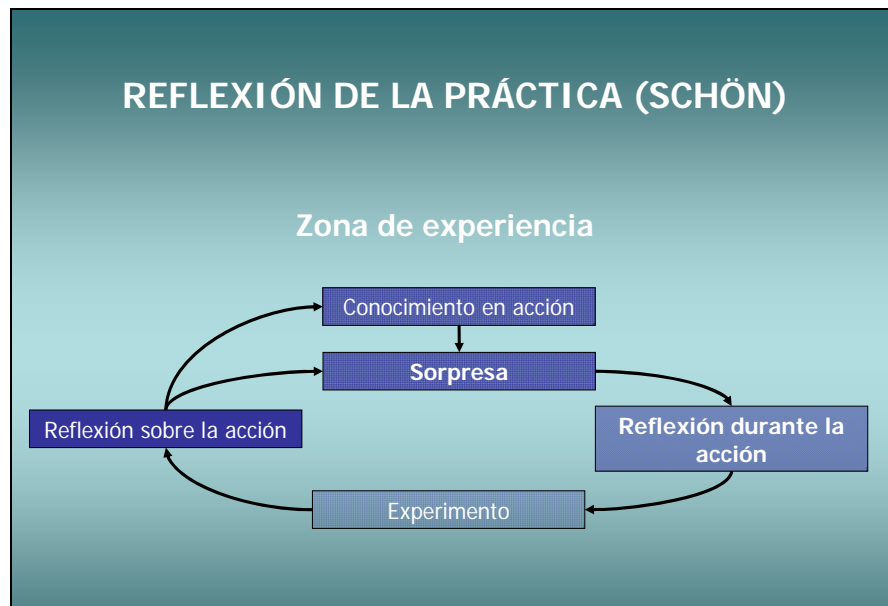 REFLEXIÓN DE LA PRÁCTICA (SCHÖN)
Zona de experiencia
Conocimiento en acción
Sorpresa
Reflexión sobre la acción
Reflexión durante la
acción
Experimento